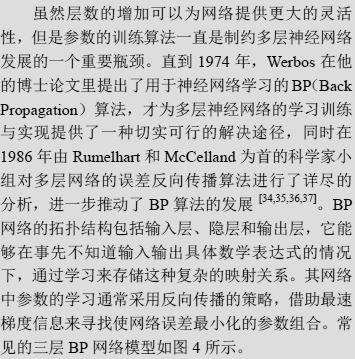 虽然层数的增加可以为网络提供更大的灵活
性，但是参数的训练算法一直是制约多层神经网络
发展的一个重要瓶颈。直到 1974 年，Werbos 在他
的博士论文里提出了用于神经网络学习的 BP（Back
Propagation）算法，才为多层神经网络的学习训练
与实现提供了一种切实可行的解决途径，同时在
1986 年由 Rumelhart 和 McCelland 为首的科学家小
组对多层网络的误差反向传播算法进行了详尽的
分析，进一步推动了 BP 算法的发展 [34,35,36,37]。BP
网络的拓扑结构包括输入层、隐层和输出层，它能
够在事先不知道输入输出具体数学表达式的情况
下，通过学习来存储这种复杂的映射关系。其网络
中参数的学习通常采用反向传播的策略，借助最速
梯度信息来寻找使网络误差最小化的参数组合。常
见的三层 BP 网络模型如图 4 所示。